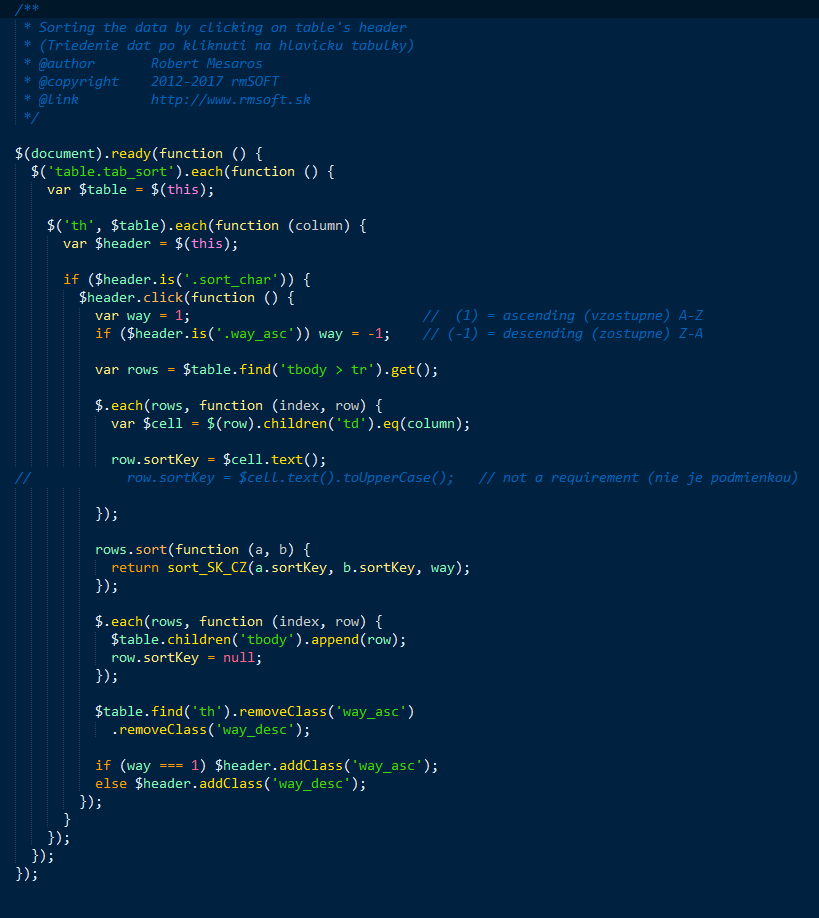 /**
 * Sorting the data by clicking on table's header
 * (Triedenie dat po kliknuti na hlavicku tabulky)
 * @author       Robert Mesaros
 * @copyright    2012-2017 rmSOFT
 * @link         http://www.rmsoft.sk
 */
$(document).ready(function () {
  $('table.tab_sort').each(function () {
    var $table = $(this);
    $('th', $table).each(function (column) {
      var $header = $(this);
      if ($header.is('.sort_char')) {
        $header.click(function () {
          var way = 1;                             //  (1) = ascending (vzostupne) A-Z
          if ($header.is('.way_asc')) way = -1;    // (-1) = descending (zostupne) Z-A
          var rows = $table.find('tbody > tr').get();
          $.each(rows, function (index, row) {
            var $cell = $(row).children('td').eq(column);
            row.sortKey = $cell.text();
//            row.sortKey = $cell.text().toUpperCase();   // not a requirement (nie je podmienkou)
          });
          rows.sort(function (a, b) {
            return sort_SK_CZ(a.sortKey, b.sortKey, way);
          });
          $.each(rows, function (index, row) {
            $table.children('tbody').append(row);
            row.sortKey = null;
          });
          $table.find('th').removeClass('way_asc')
            .removeClass('way_desc');
          if (way === 1) $header.addClass('way_asc');
          else $header.addClass('way_desc');
        });
      }
    });
  });
});